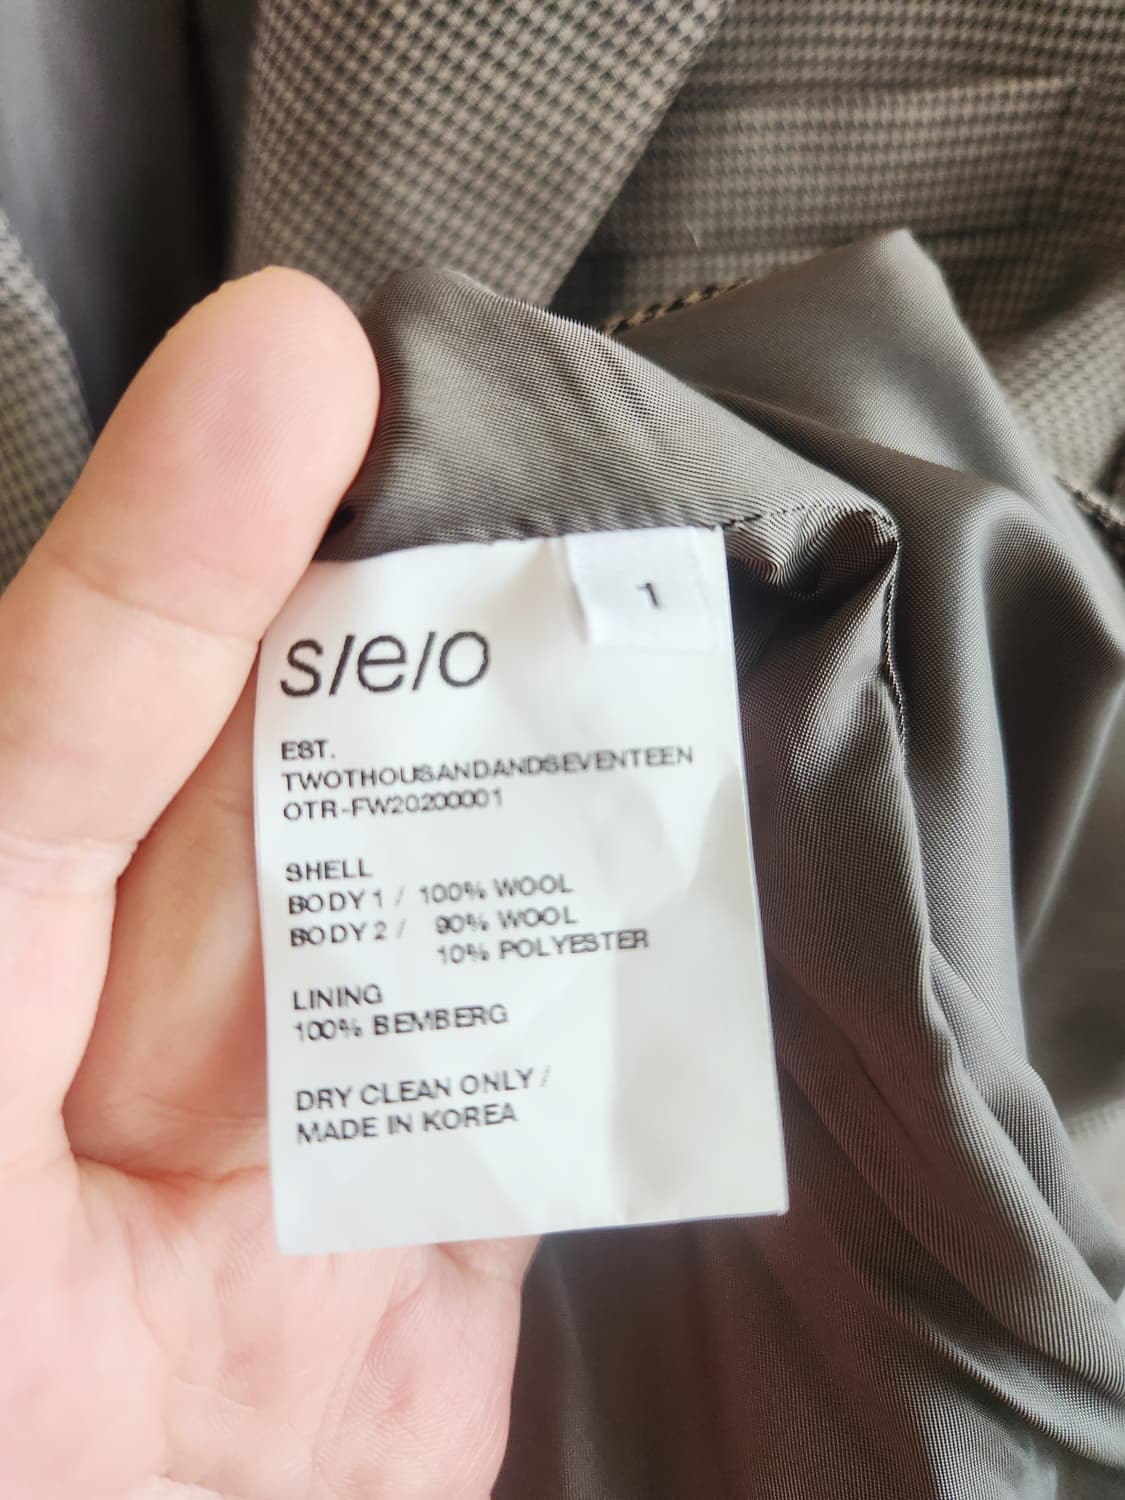 1
s/e/o
EST.
TWOTHOUSANDANDSEVENTEEN
OTR-FW20200001
SHELL
BODY 1 / 100% WOOL
BODY 2 / 90% WOOL
10% POLYESTER
LINING
100% BEMBERG
DRY CLEAN ONLY /
MADE IN KOREA